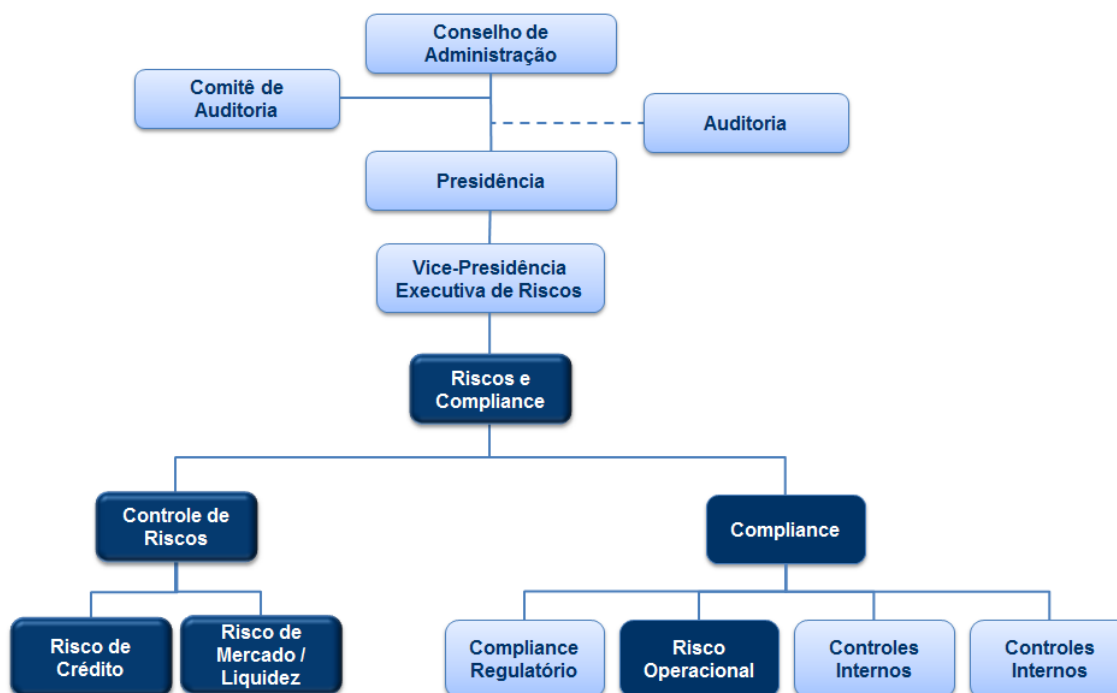 Conselho de
Administração
Comitê de
Auditoria
Auditoria
Presidência
Vice-Presidência
Executiva de Riscos
Riscos e
Compliance
Controle de
Riscos
Compliance
Risco de
Crédito
Risco de
Mercado /
Liquidez
Compliance
Regulatório
Risco
Operacional
Controles
Internos
Controles
Internos